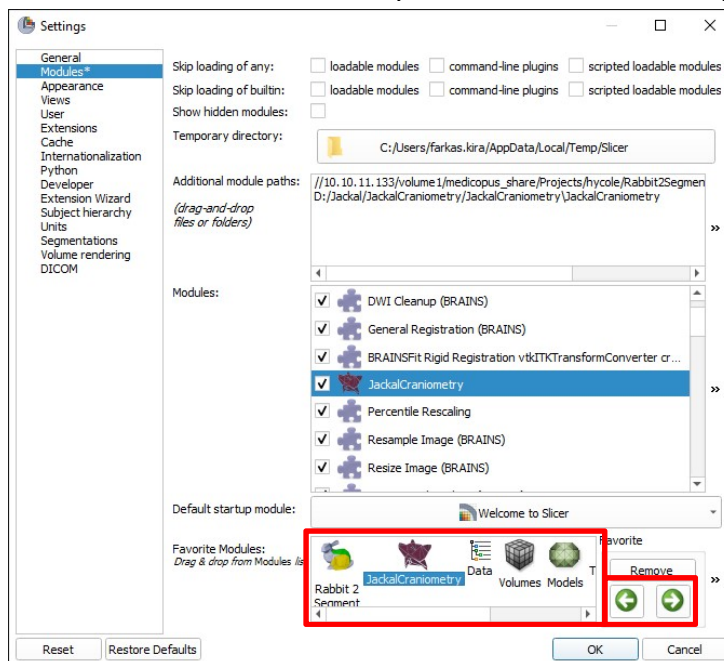 Settings
General
Modules*
Appearance
Views
User
Extensions
Cache
Internationalization
Python
Developer
Extension Wizard
Subject hierarchy
Units
Segmentations
Volume rendering
DICOM
Skip loading of any: loadable modules command-line plugins scripted loadable modules
Skip loading of builtin: loadable modules command-line plugins scripted loadable modules
Show hidden modules:
Temporary directory: C:/Users/farkas.kira/AppData/Local/Temp/Slicer
Additional module paths:
(drag-and-drop
files or folders)
//10.10.11.133/volume1/medicopus_share/Projects/hycole/Rabbit2Segmen
D:/Jackal/JackalCraniometry/JackalCraniometry\JackalCraniometry
»
Modules:
DWI Cleanup (BRAINS)
General Registration (BRAINS)
BRAINSFit Rigid Registration vtkITKTransformConverter cr...
JackalCraniometry
Percentile Rescaling
Resample Image (BRAINS)
Resize Image (BRAINS)
»
Default startup module: Welcome to Slicer
Favorite Modules:
Drag & drop from Modules lis
Rabbit 2
Segment
JackalCraniometry
Data
Volumes
Models
T
Favorite
Remove
»
Reset
Restore Defaults
OK
Cancel